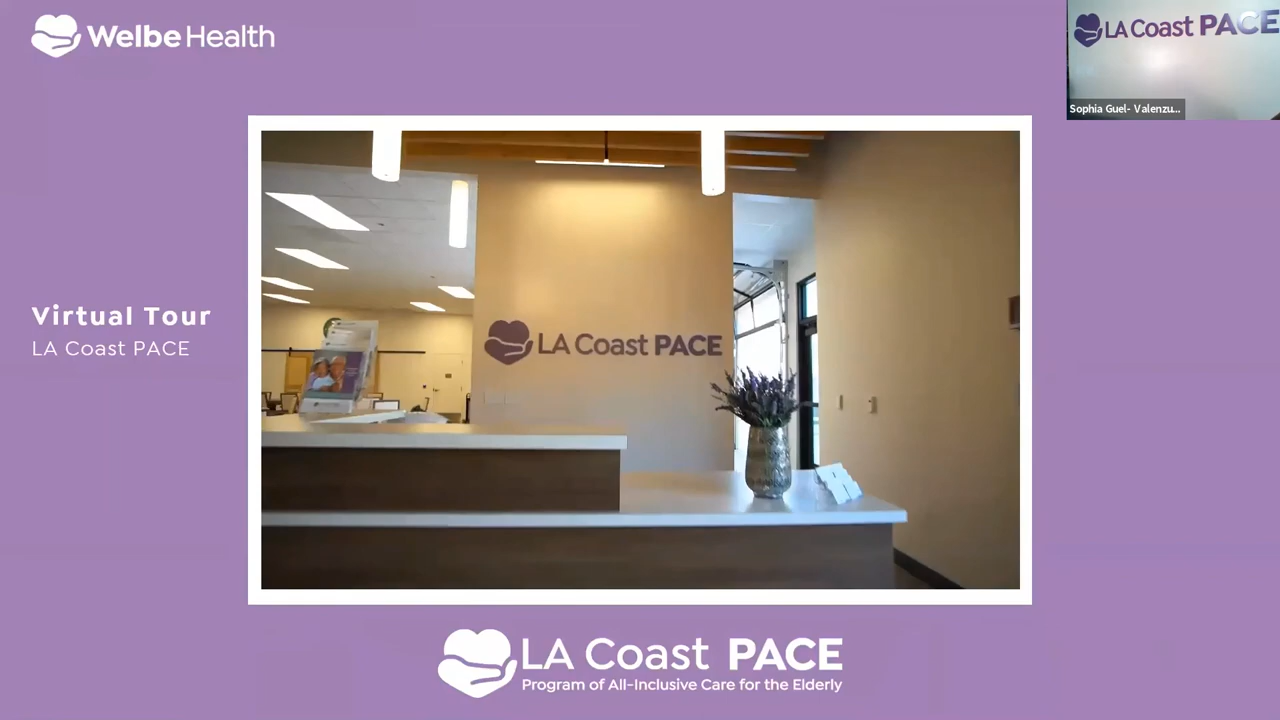 Welbe Health
LA Coast PACE
Sophia Guel- Valenzu...
LA Coast PACE
Virtual Tour
LA Coast PACE
LA Coast PACE
Program of All-Inclusive Care for the Elderly